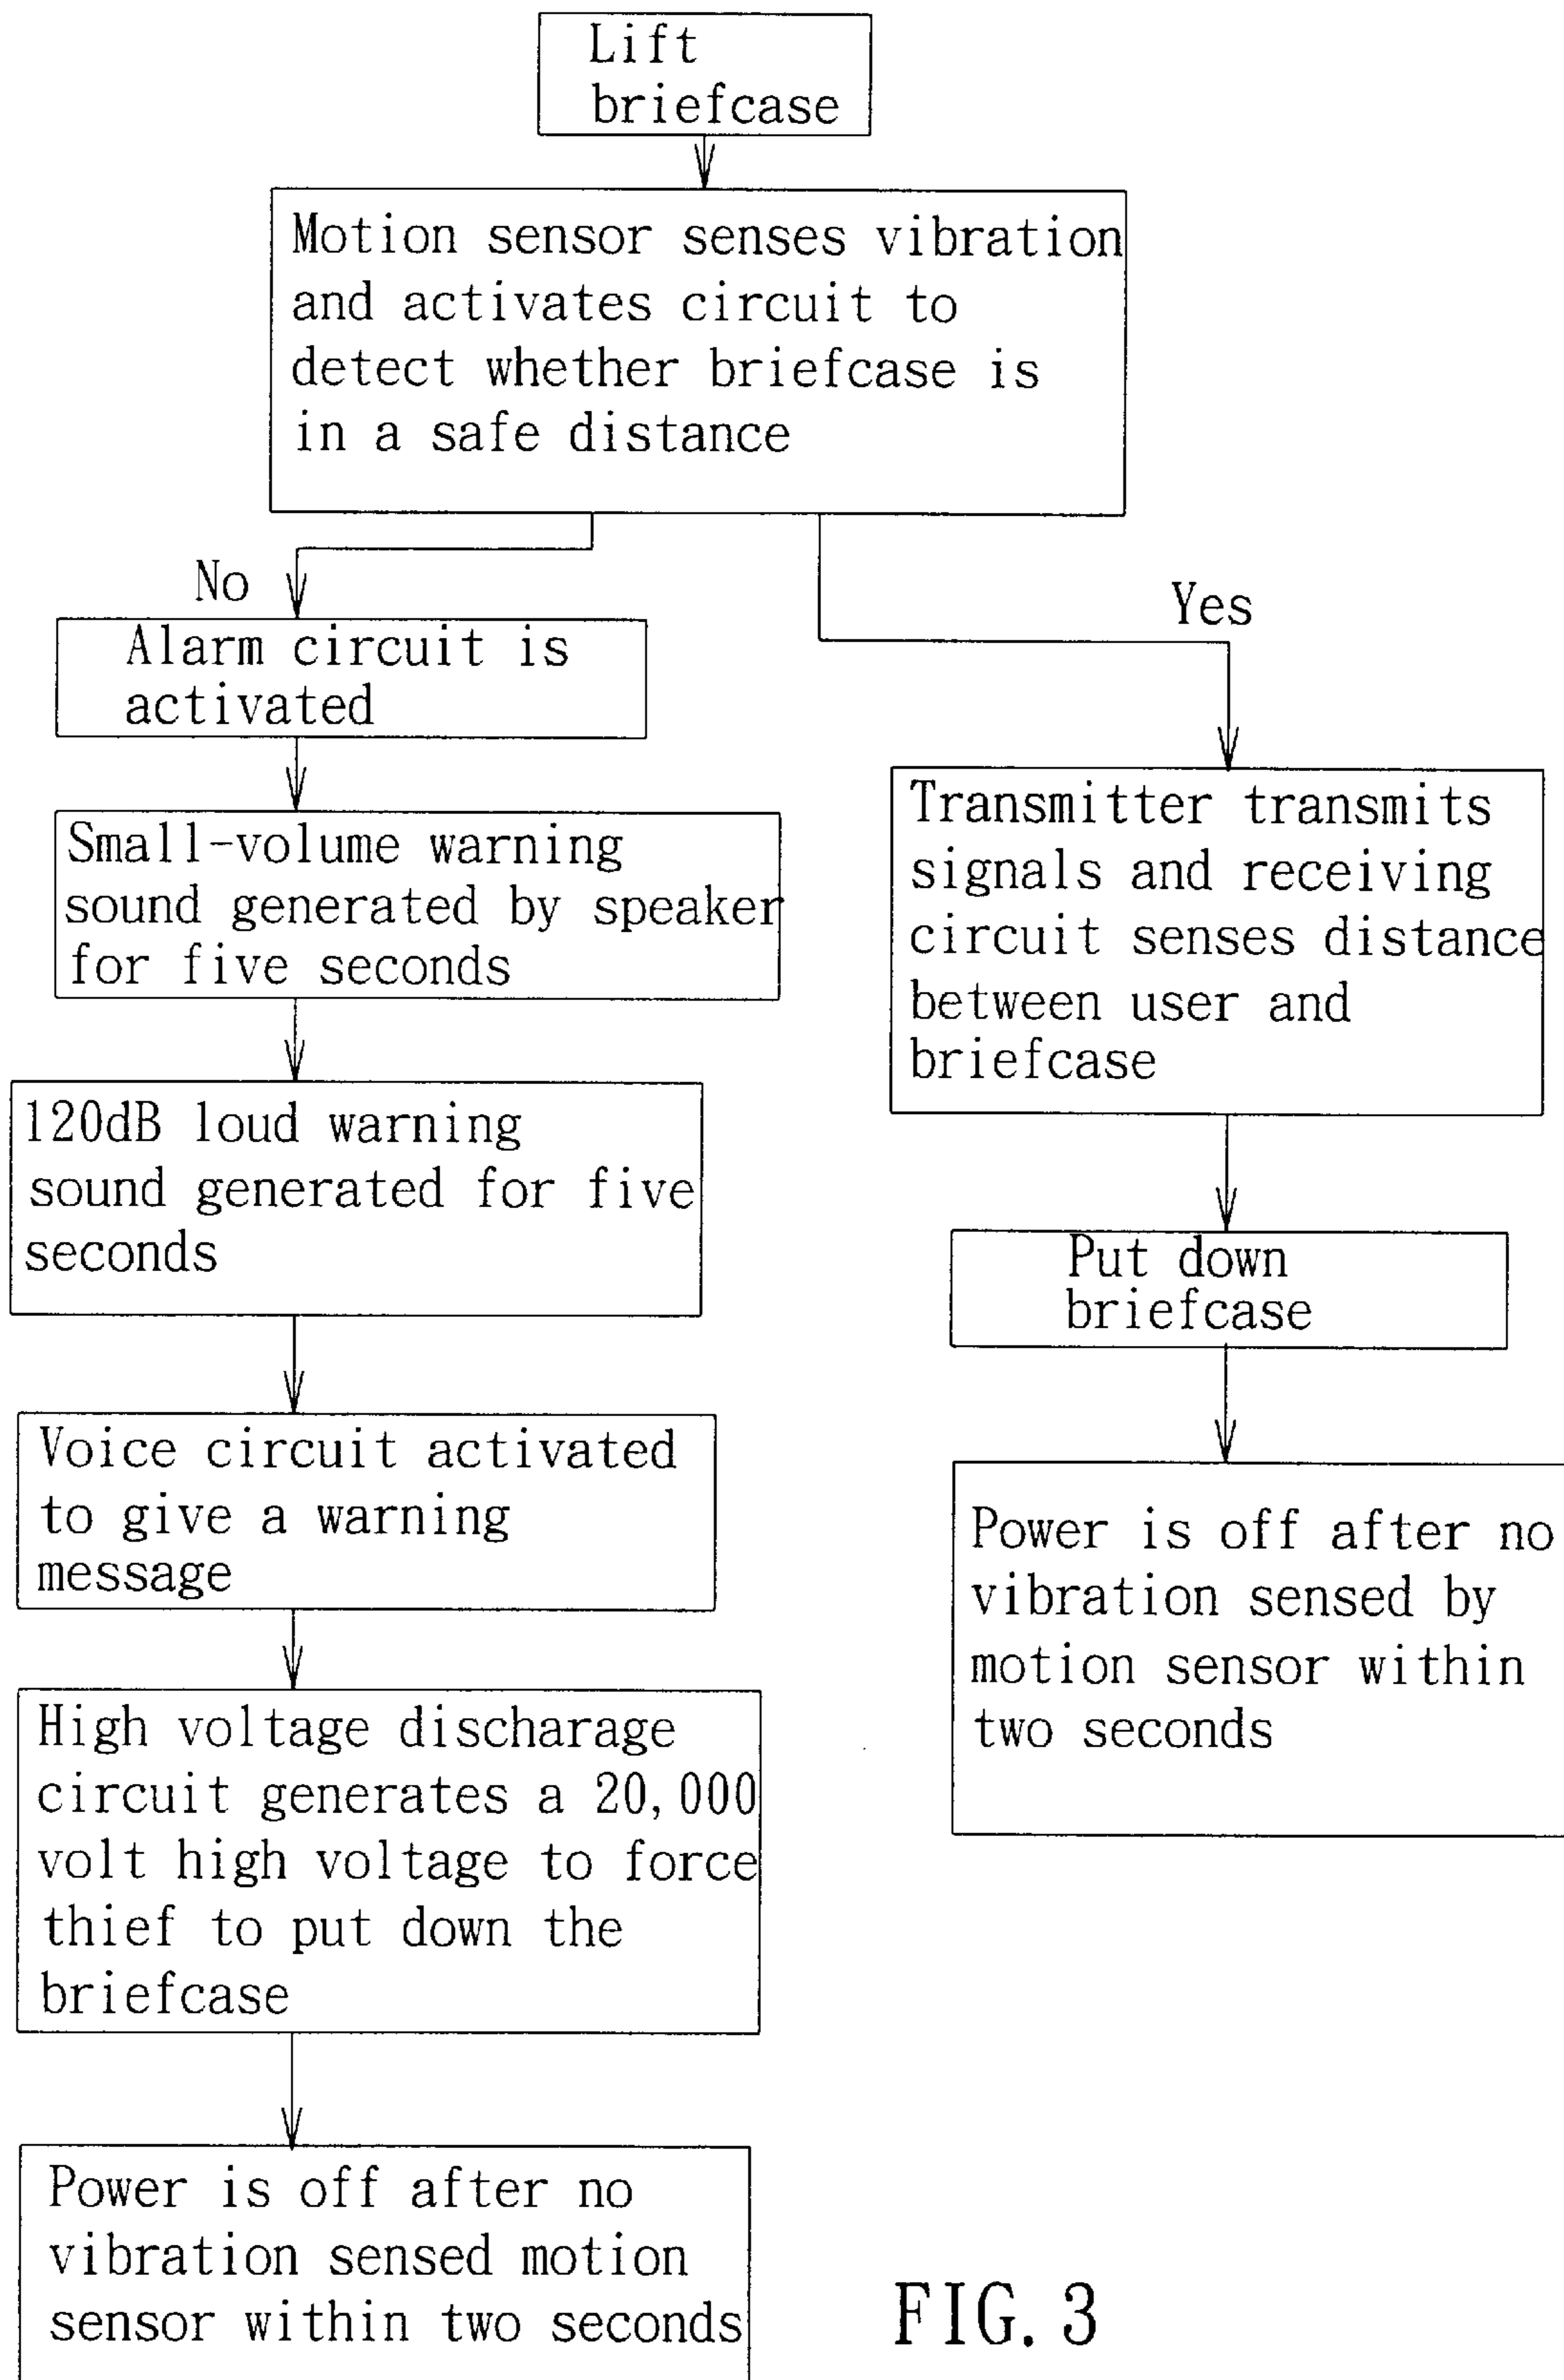 Lift
briefcase
Motion sensor senses vibration
and activates circuit to
detect whether briefcase is
in a safe distance
No
Alarm circuit is
activated
Small-volume warning
sound generated by speaker
for five seconds
120dB loud warning
sound generated for five
seconds
Voice circuit activated
to give a warning
message
High voltage discharage
circuit generates a 20,000
volt high voltage to force
thief to put down the
briefcase
Power is off after no
vibration sensed motion
sensor within two seconds
Yes
Transmitter transmits
signals and receiving
circuit senses distance
between user and
briefcase
Put down
briefcase
Power is off after no
vibration sensed by
motion sensor within
two seconds
FIG. 3